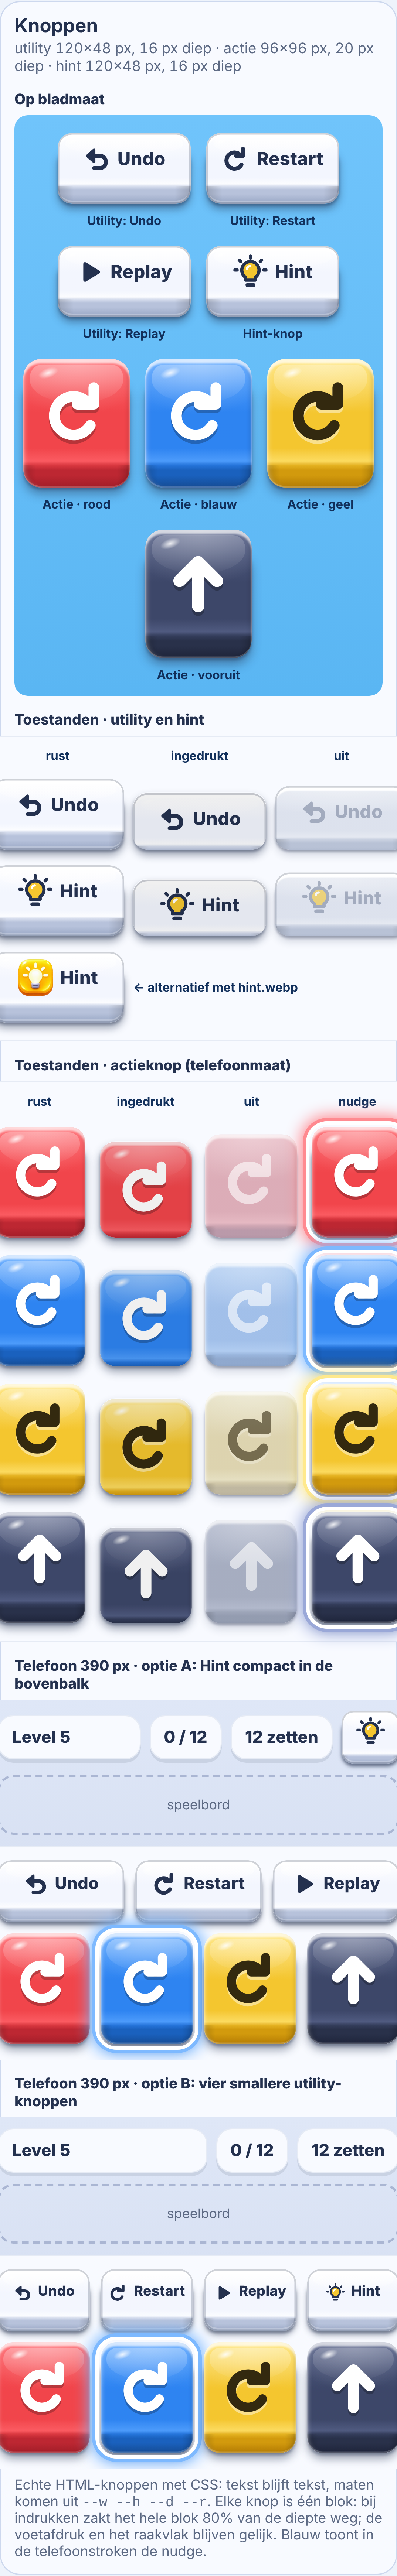 Knoppen
utility 120×48 px, 16 px diep · actie 96×96 px, 20 px
diep · hint 120×48 px, 16 px diep
Op bladmaat
Undo
Restart
Utility: Undo
Utility: Restart
Replay
Hint
Utility: Replay
Hint-knop
Actie · rood
Actie · blauw
Actie · geel
Actie · vooruit
Toestanden · utility en hint
rust
ingedrukt
uit
Undo
Undo
Undo
Hint
Hint
Hint
Hint
← alternatief met hint.webp
Toestanden · actieknop (telefoonmaat)
rust
ingedrukt
uit
nudge
Telefoon 390 px · optie A: Hint compact in de
bovenbalk
Level 5
0 / 12
12 zetten
speelbord
Undo
Restart
Replay
Telefoon 390 px · optie B: vier smallere utility-
knoppen
Level 5
0 / 12
12 zetten
speelbord
Undo
Restart
Replay
Hint
Echte HTML-knoppen met CSS: tekst blijft tekst, maten
komen uit --w --h --d --r. Elke knop is één blok: bij
indrukken zakt het hele blok 80% van de diepte weg; de
voetafdruk en het raakvlak blijven gelijk. Blauw toont in
de telefoonstroken de nudge.